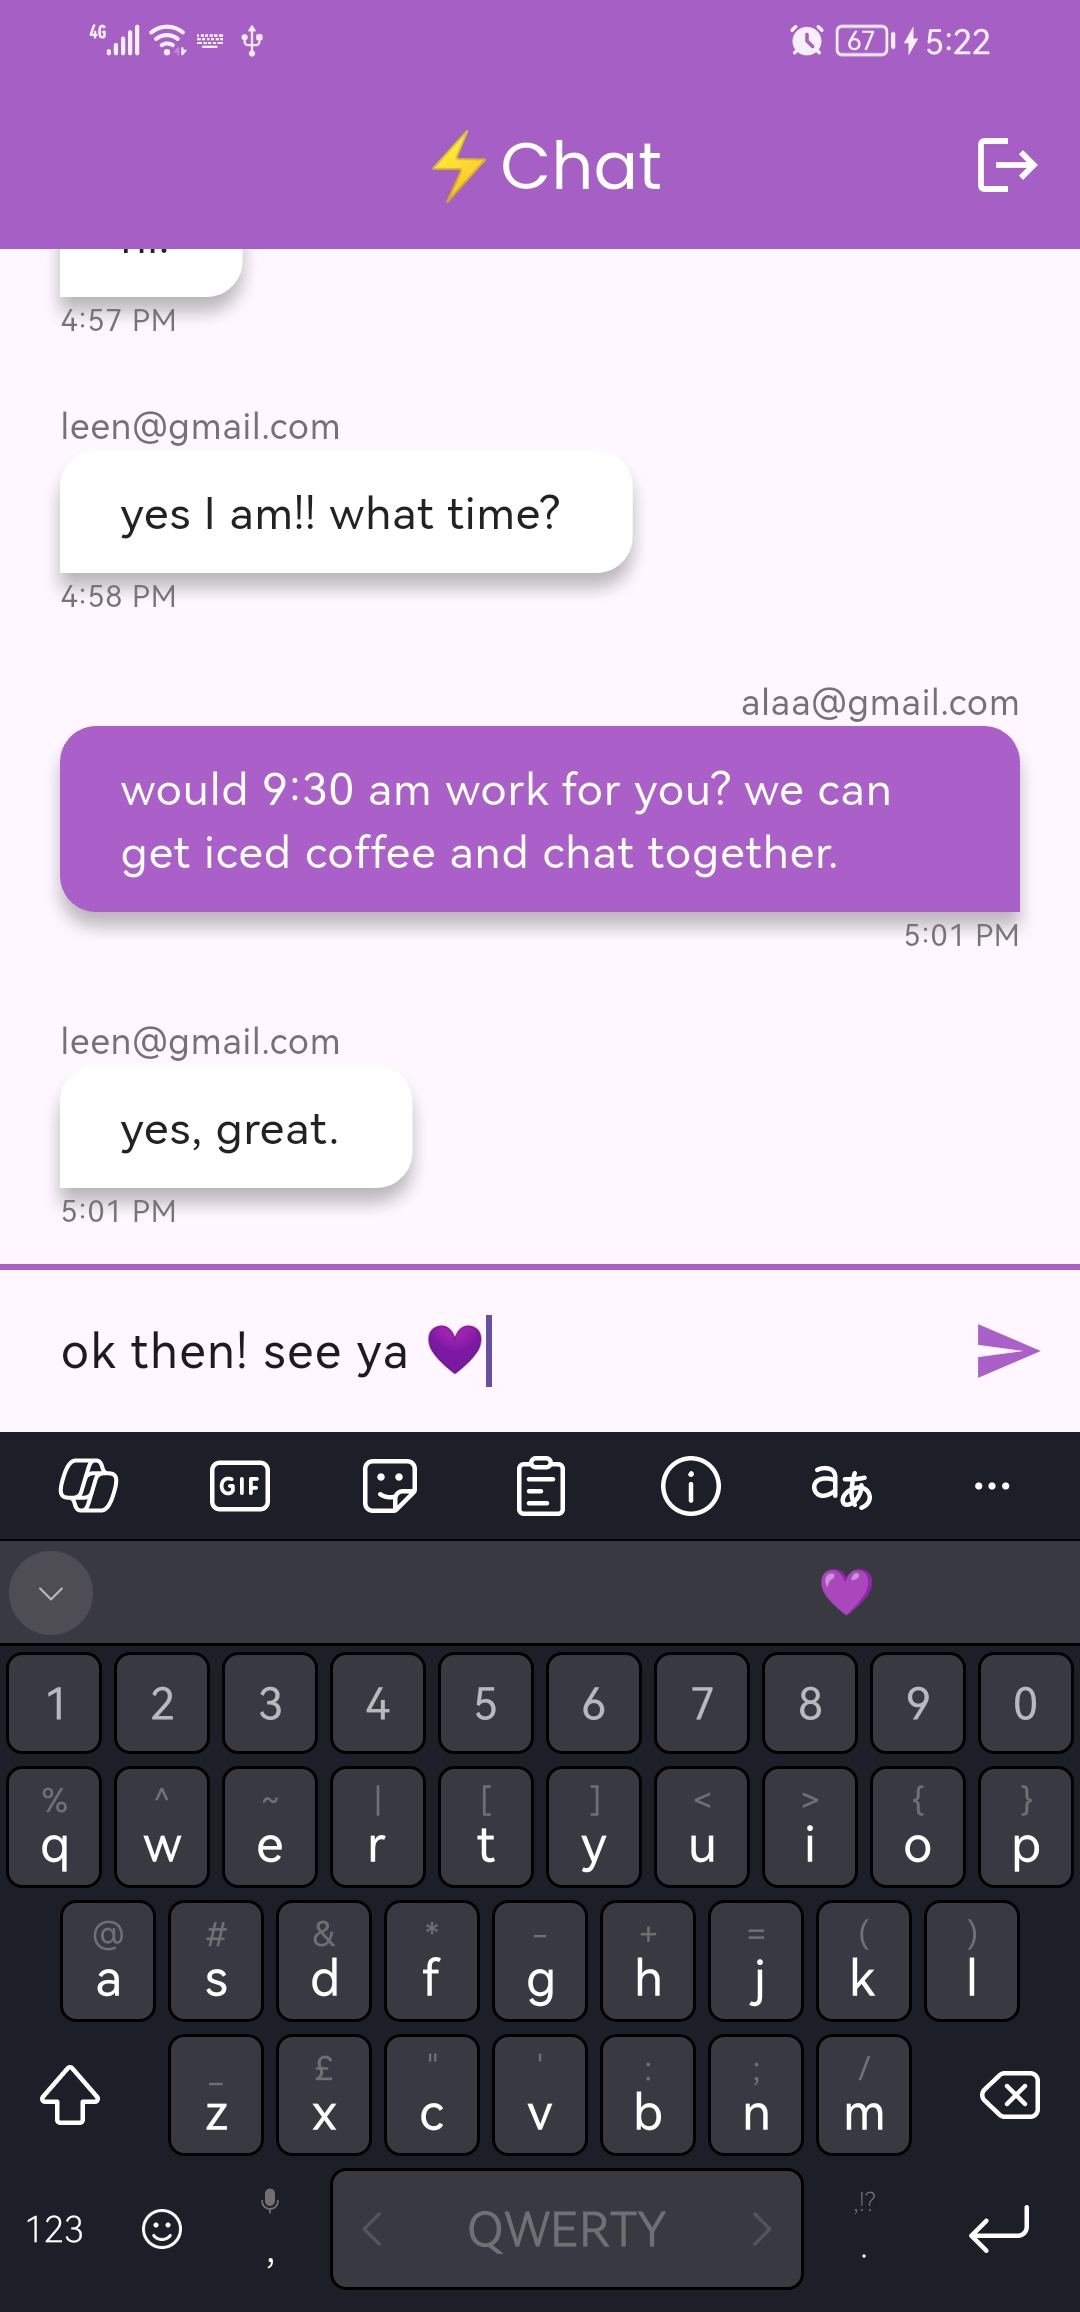 4G 67 5:22
⚡Chat
4:57 PM
leen@gmail.com
yes I am!! what time?
4:58 PM
alaa@gmail.com
would 9:30 am work for you? we can
get iced coffee and chat together.
5:01 PM
leen@gmail.com
yes, great.
5:01 PM
ok then! see ya 💜
GIF aあ
💜
1 2 3 4 5 6 7 8 9 0
% ^ ~ | [ ] < > { }
q w e r t y u i o p
@ # & * - + = ( )
a s d f g h j k l
_ £ " ' : ; /
z x c v b n m
,!?
123 , QWERTY .